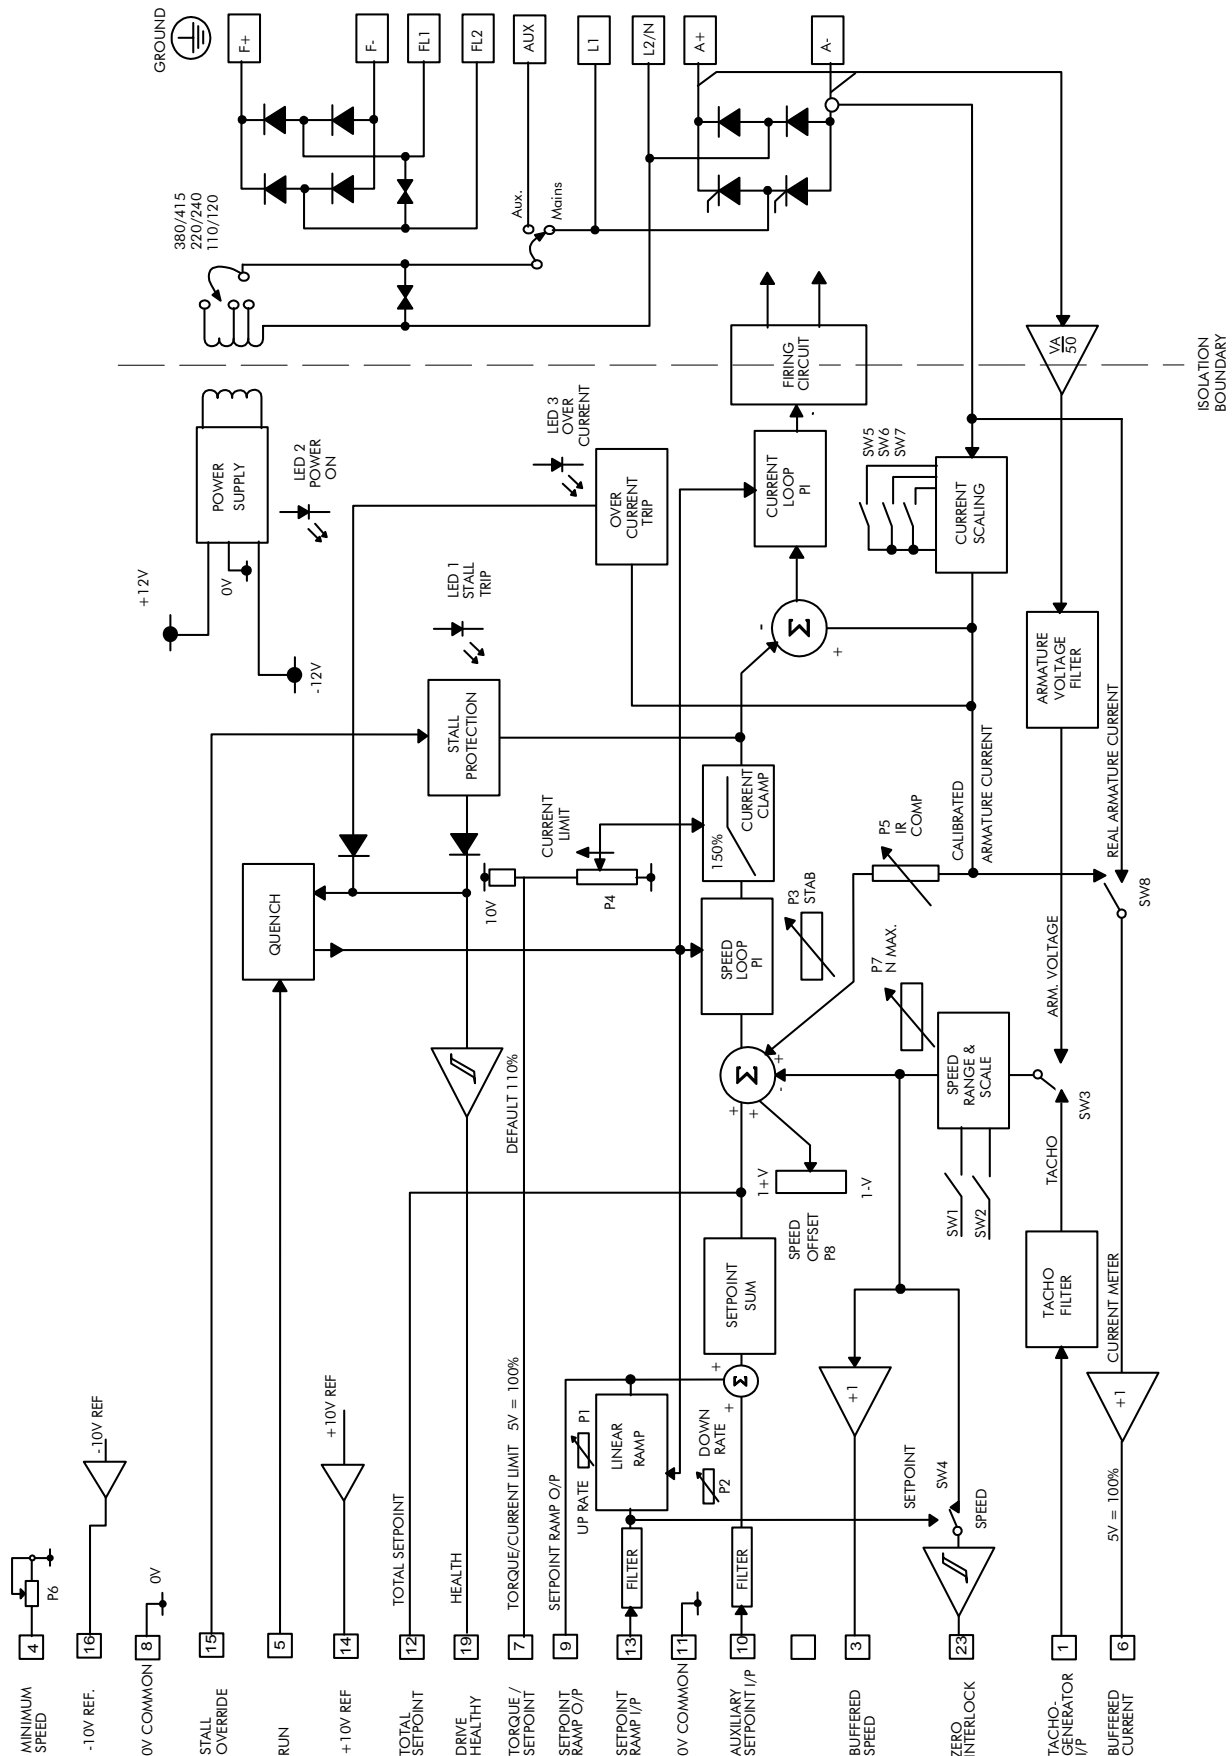 MINIMUM
SPEED
4
P6
-10V REF.
16
-10V REF
0V COMMON
8
0V
STALL
OVERRIDE
15
RUN
5
+10V REF
14
+10V REF
TOTAL
SETPOINT
12
TOTAL SETPOINT
DRIVE
HEALTHY
19
HEALTH
TORQUE /
SETPOINT
7
TORQUE/CURRENT LIMIT 5V = 100%
DEFAULT 110%
SETPOINT
RAMP O/P
9
SETPOINT RAMP O/P
SETPOINT
RAMP I/P
13
FILTER
UP RATE
P1
LINEAR
RAMP
0V COMMON
11
P2
DOWN
RATE
AUXILIARY
SETPOINT I/P
10
FILTER
+
+
Σ
SETPOINT
SUM
BUFFERED
SPEED
3
+1
ZERO
INTERLOCK
23
SETPOINT
SW4
SPEED
TACHO-
GENERATOR
I/P
1
TACHO
FILTER
TACHO
SW3
ARM. VOLTAGE
BUFFERED
CURRENT
6
5V = 100%
+1
CURRENT METER
SW8
REAL ARMATURE CURRENT
SPEED
OFFSET
P8
1+V
1-V
+
+
-
+
Σ
SW1
SW2
SPEED
RANGE &
SCALE
P7
N MAX.
SPEED
LOOP
PI
P3
STAB
QUENCH
10V
P4
CURRENT
LIMIT
150%
CURRENT
CLAMP
P5
IR
COMP
CALIBRATED
ARMATURE CURRENT
STALL
PROTECTION
LED 1
STALL
TRIP
ARMATURE
VOLTAGE
FILTER
-
+
Σ
OVER
CURRENT
TRIP
LED 3
OVER
CURRENT
CURRENT
LOOP
PI
SW5
SW6
SW7
CURRENT
SCALING
+12V
0V
-12V
POWER
SUPPLY
LED 2
POWER
ON
-
FIRING
CIRCUIT
VA
50
ISOLATION
BOUNDARY
380/415
220/240
110/120
Aux.
Mains
GROUND
F+
F-
FL1
FL2
AUX
L1
L2/N
A+
A-